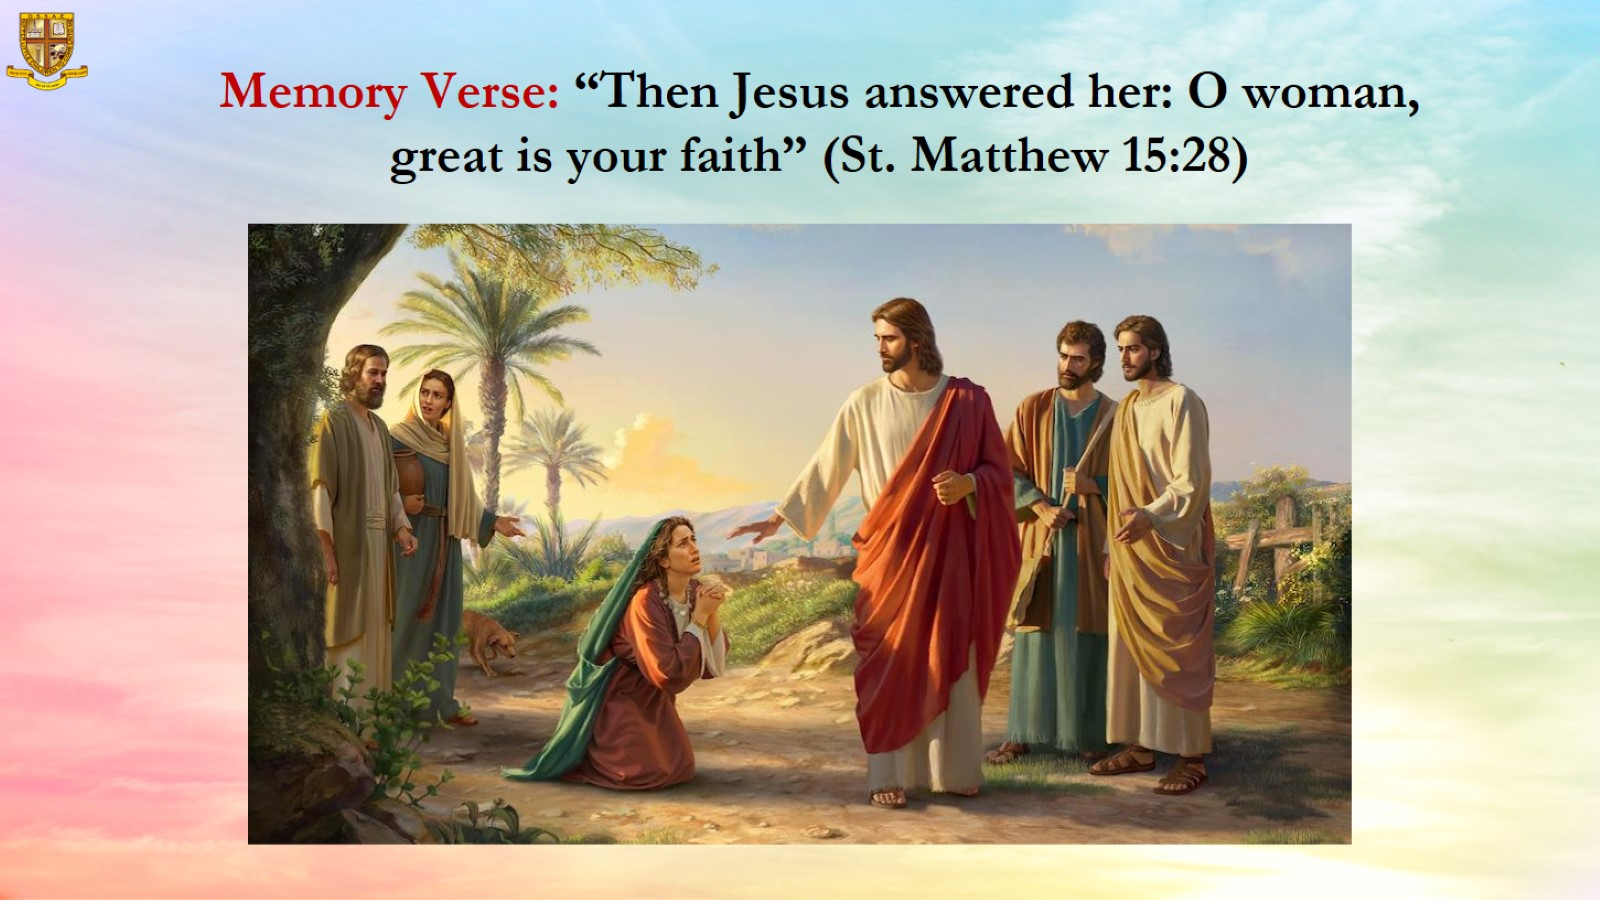 Memory Verse: “Then Jesus answered her: O woman,
great is your faith” (St. Matthew 15:28)